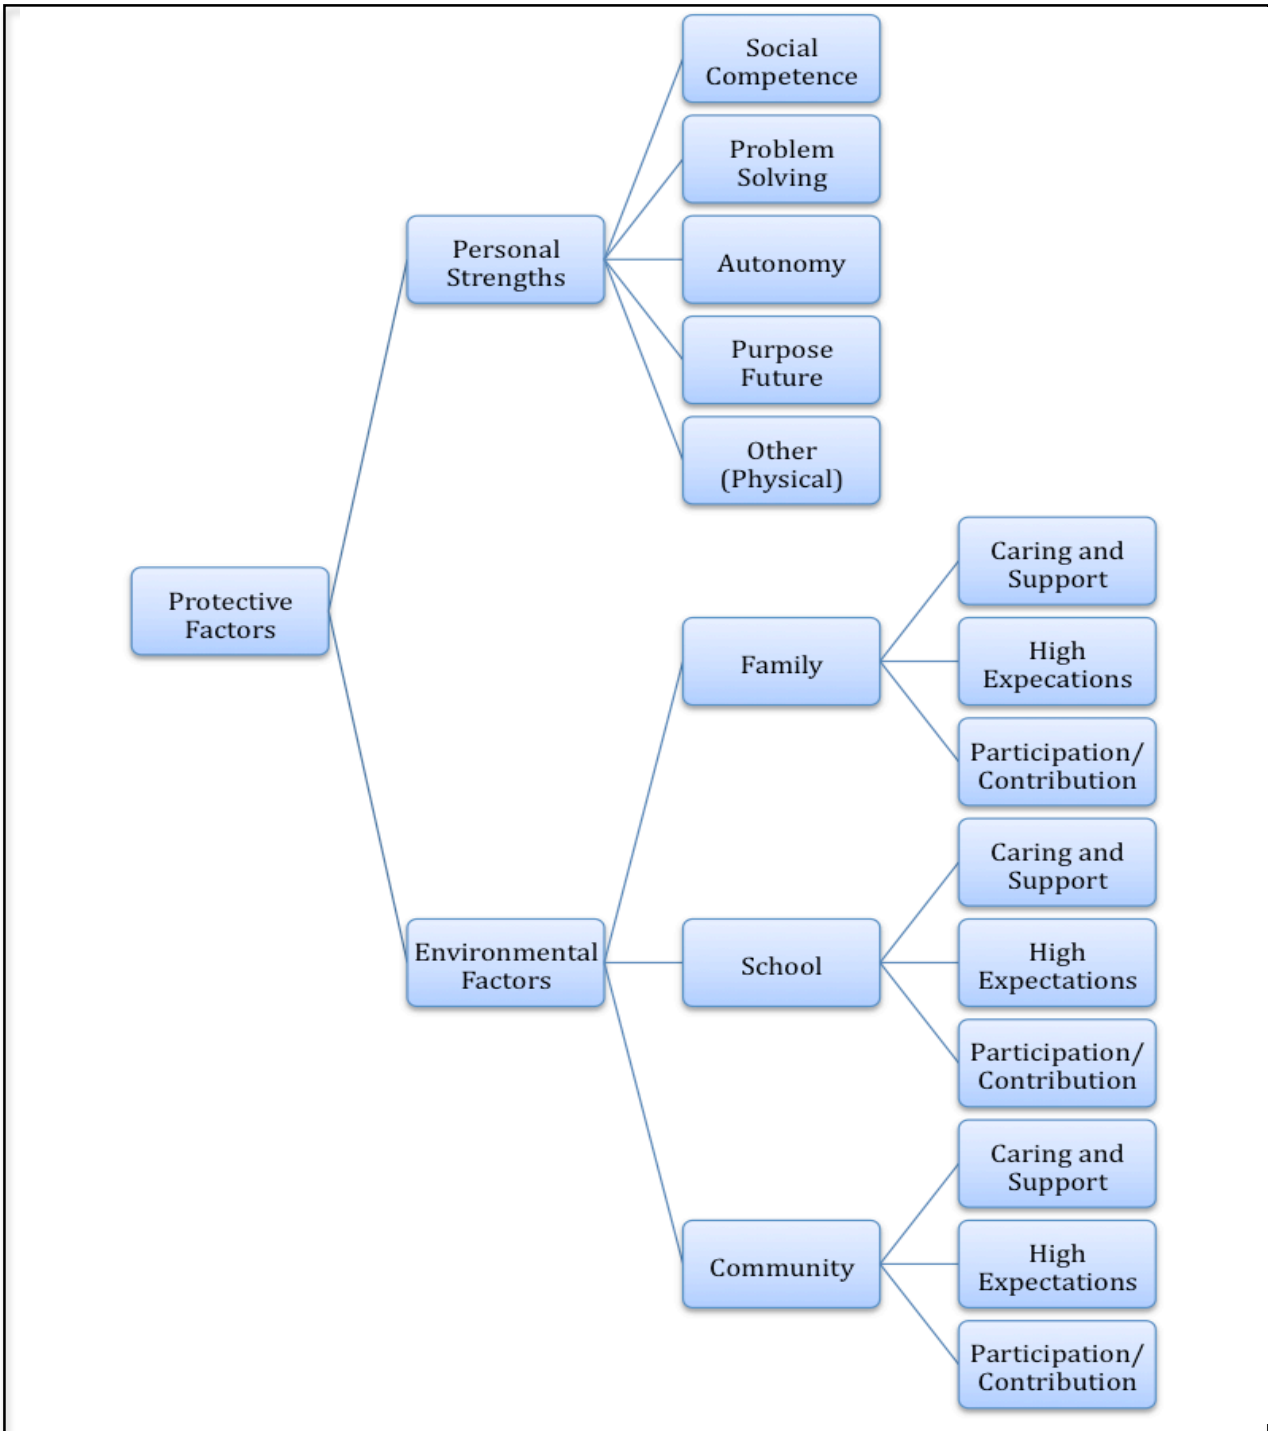 Social
Competence
Problem
Solving
Autonomy
Personal
Strengths
Purpose
Future
Other
(Physical)
Protective
Factors
Caring and
Support
High
Expecations
Participation/
Contribution
Family
Caring and
Support
High
Expectations
Participation/
Contribution
Environmental
Factors
School
Caring and
Support
High
Expectations
Participation/
Contribution
Community